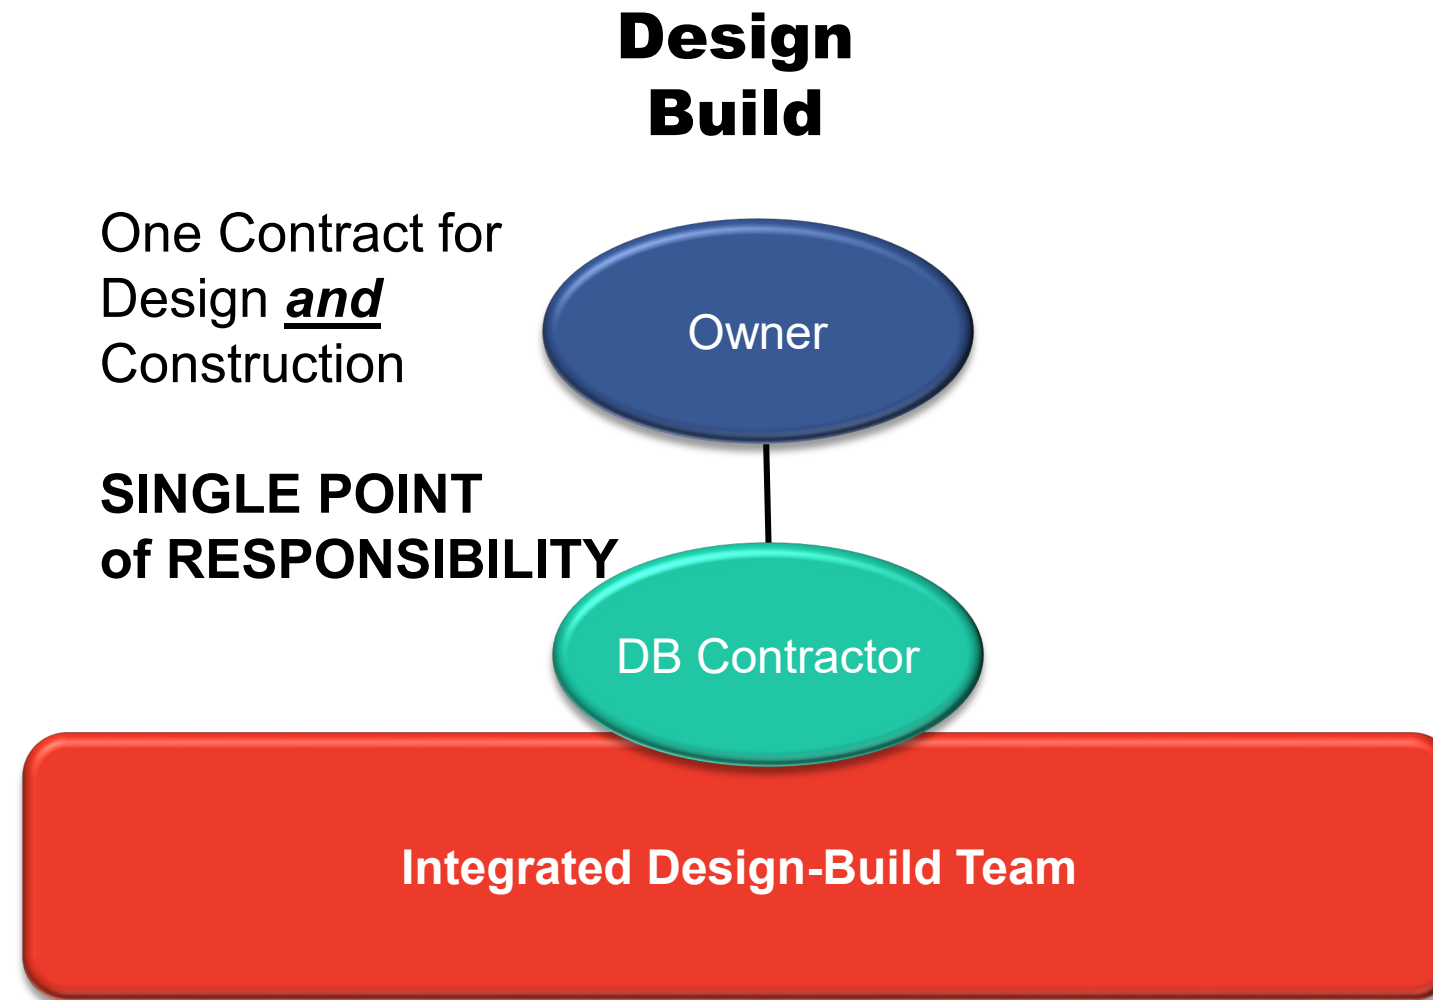 Design
Build
One Contract for
Design and
Construction
SINGLE POINT
of RESPONSIBILITY
Owner
DB Contractor
Integrated Design-Build Team